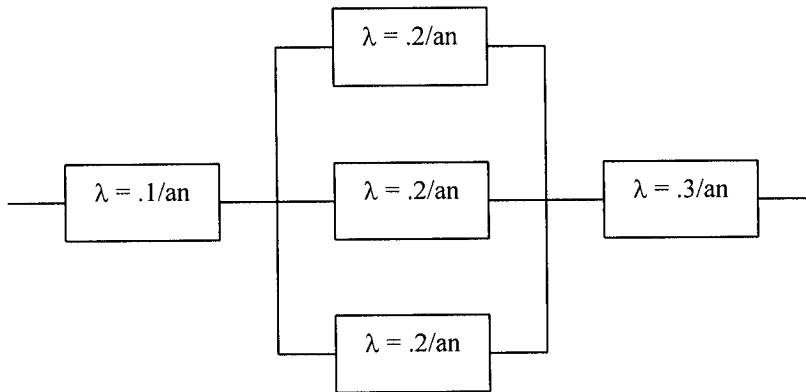 λ = .2/an
λ = .1/an
λ = .2/an
λ = .3/an
λ = .2/an